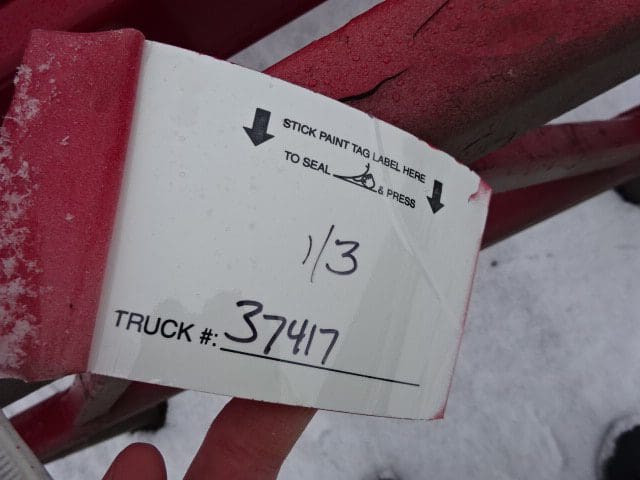 STICK PAINT TAG LABEL HERE
TO SEAL & PRESS
1/3
TRUCK #: 37417